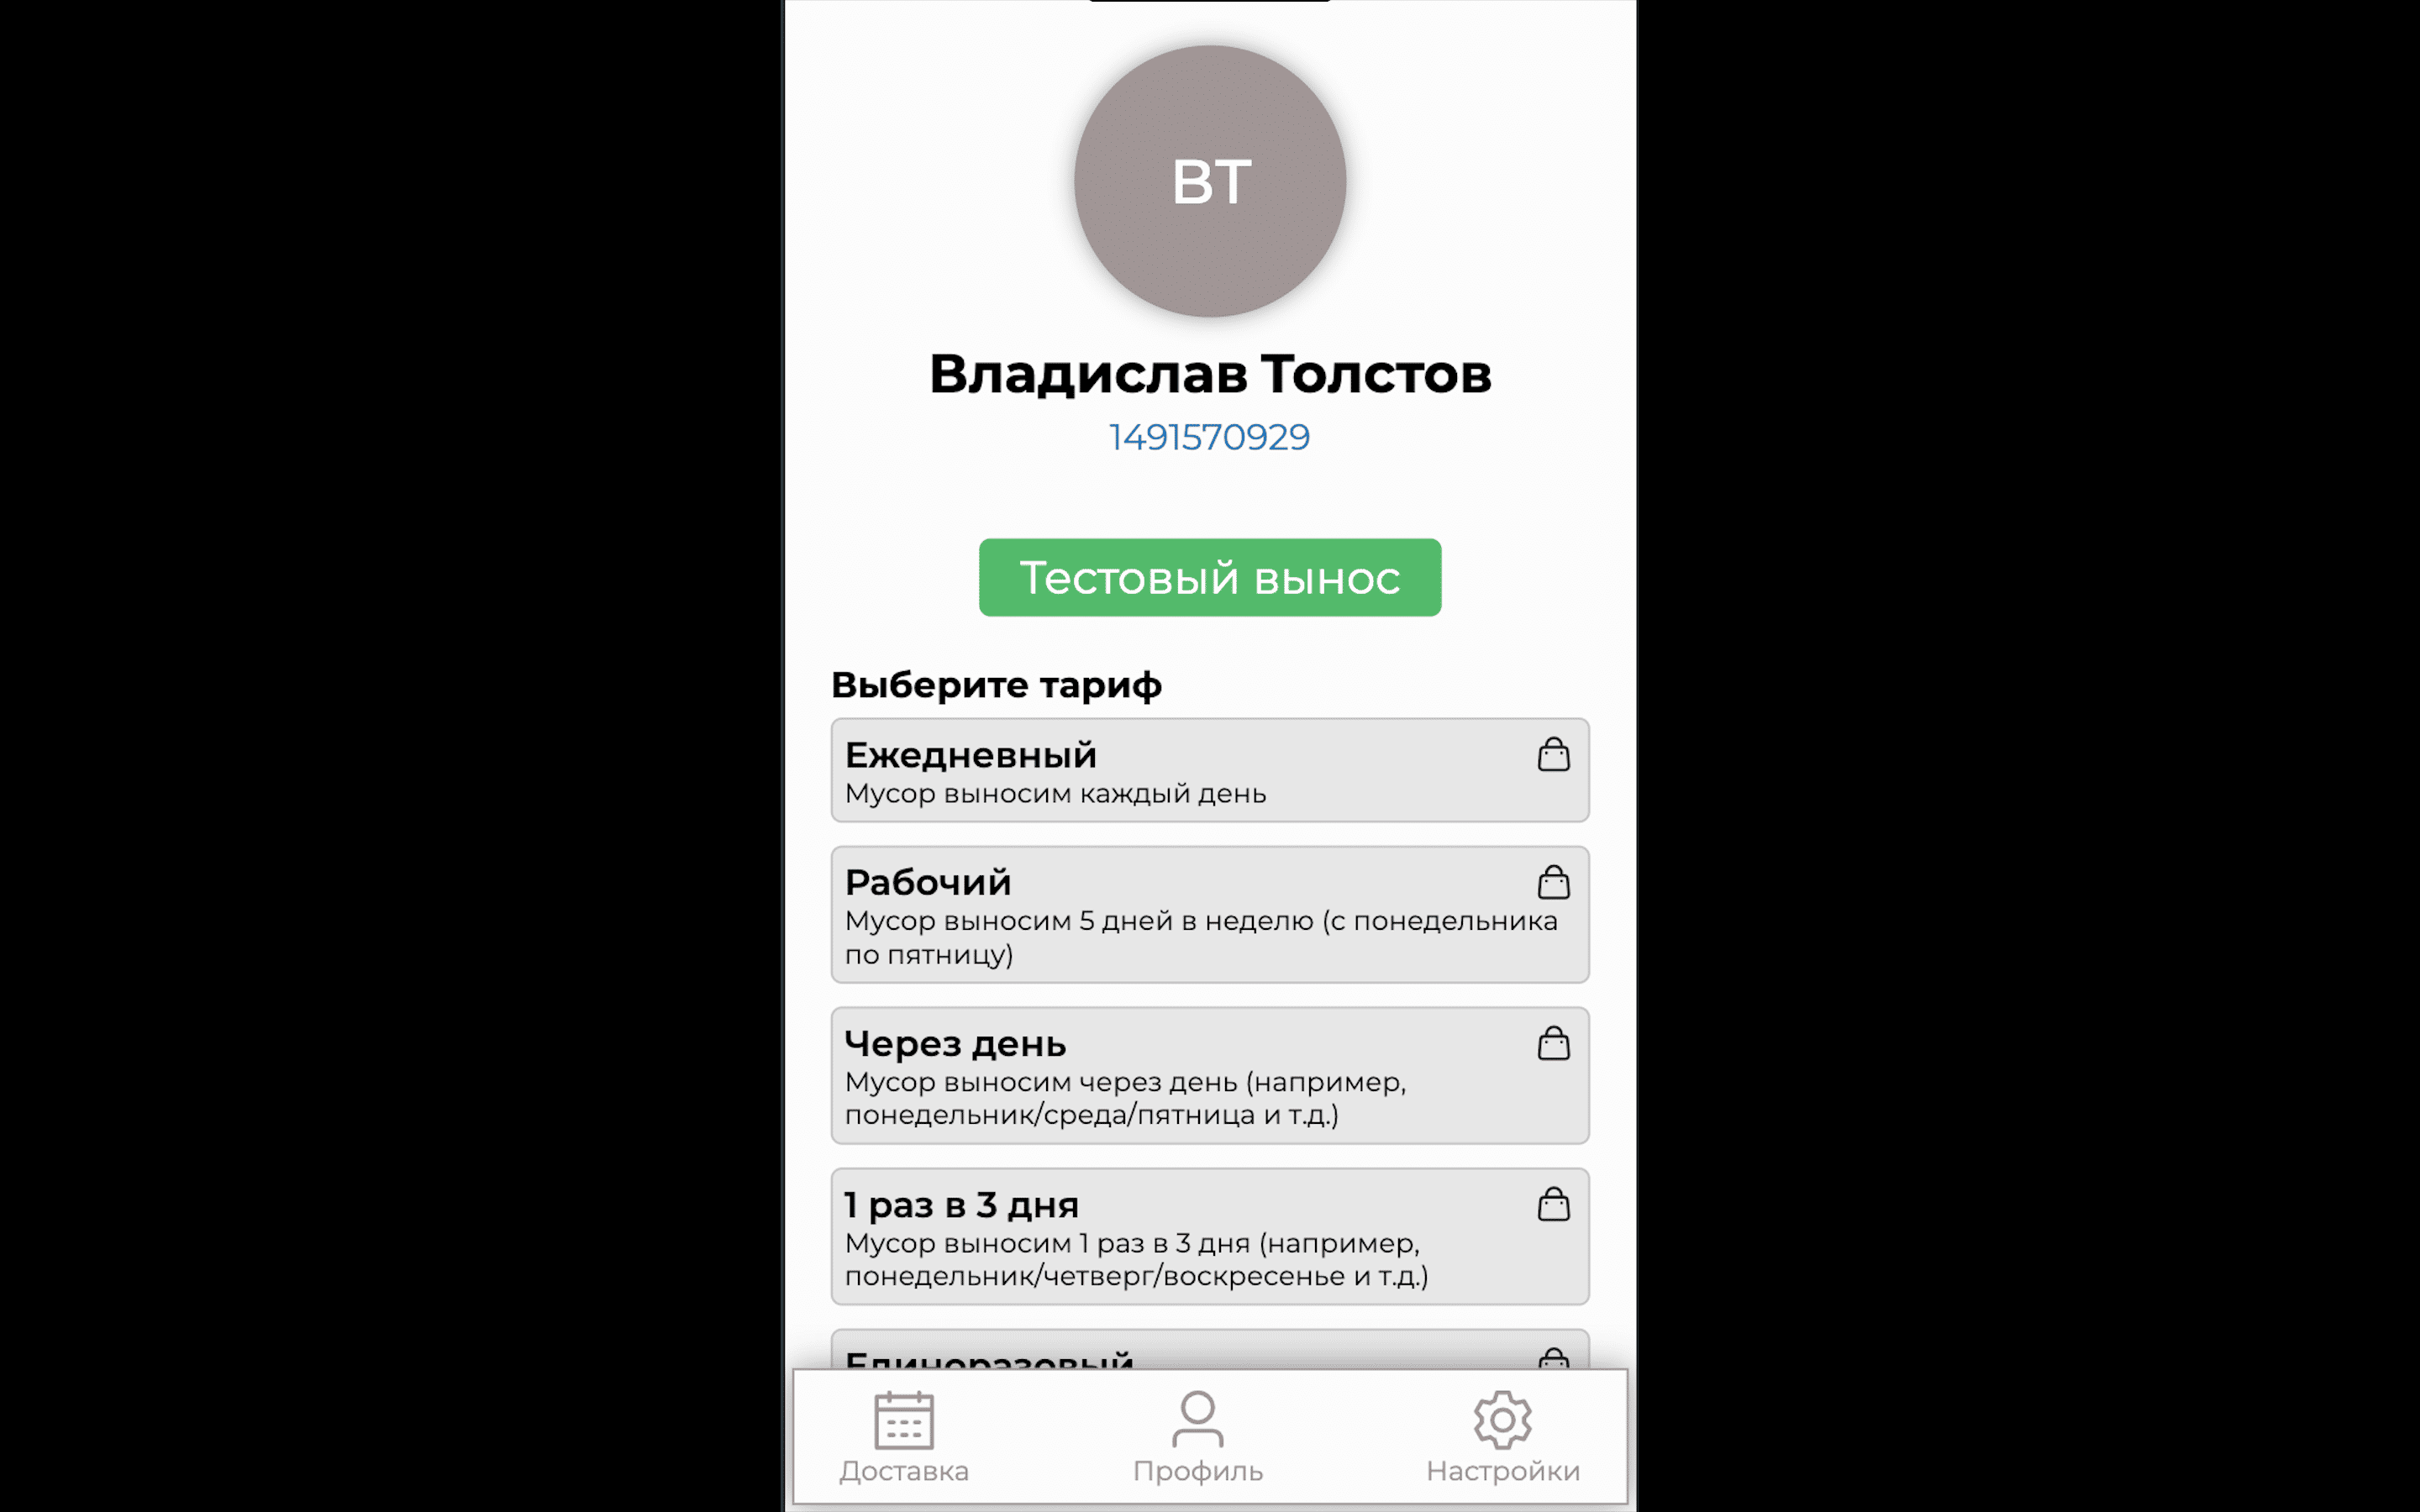 ВТ
Владислав Толстов
1491570929
Тестовый вынос
Выберите тариф
Ежедневный
Мусор выносим каждый день
Рабочий
Мусор выносим 5 дней в неделю (с понедельника
по пятницу)
Через день
Мусор выносим через день (например,
понедельник/среда/пятница и т.д.)
1 раз в 3 дня
Мусор выносим 1 раз в 3 дня (например,
понедельник/четверг/воскресенье и т.д.)
Единоразовый
Доставка
Профиль
Настройки